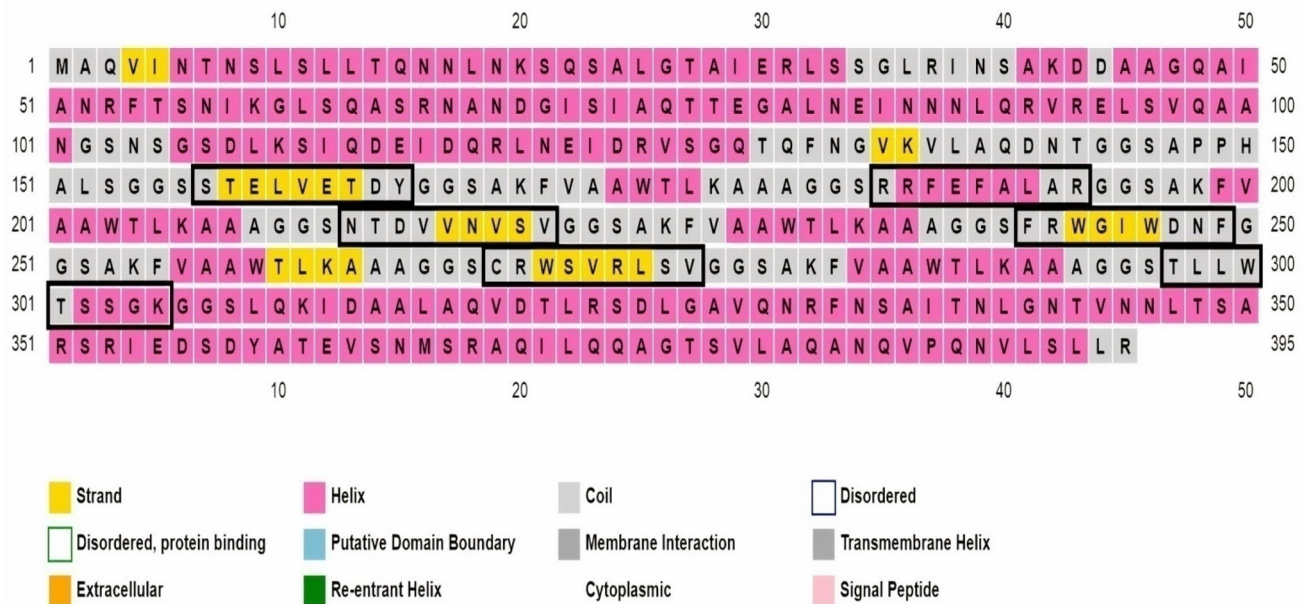 10 20 30 40 50
1 M A Q V I N T N S L S L L T Q N N L N K S Q S A L G T A I E R L S S G L R I N S A K D D A A G Q A I 50
51 A N R F T S N I K G L S Q A S R N A N D G I S I A Q T T E G A L N E I N N N L Q R V R E L S V Q A A 100
101 N G S N S G S D L K S I Q D E I D Q R L N E I D R V S G Q T Q F N G V K V L A Q D N T G G S A P P H 150
151 A L S G G S S T E L V E T D Y G G S A K F V A A W T L K A A A G G S R R F E F A L A R G G S A K F V 200
201 A A W T L K A A A G G S N T D V V N V S V G G S A K F V A A W T L K A A A G G S F R W G I W D N F G 250
251 G S A K F V A A W T L K A A A G G S C R W S V R L S V G G S A K F V A A W T L K A A A G G S T L L W 300
301 T S S G K G G S L Q K I D A A L A Q V D T L R S D L G A V Q N R F N S A I T N L G N T V N N L T S A 350
351 R S R I E D S D Y A T E V S N M S R A Q I L Q Q A G T S V L A Q A N Q V P Q N V L S L L R 395
10 20 30 40 50
Strand Helix Coil Disordered
Disordered, protein binding Putative Domain Boundary Membrane Interaction Transmembrane Helix
Extracellular Re-entrant Helix Cytoplasmic Signal Peptide